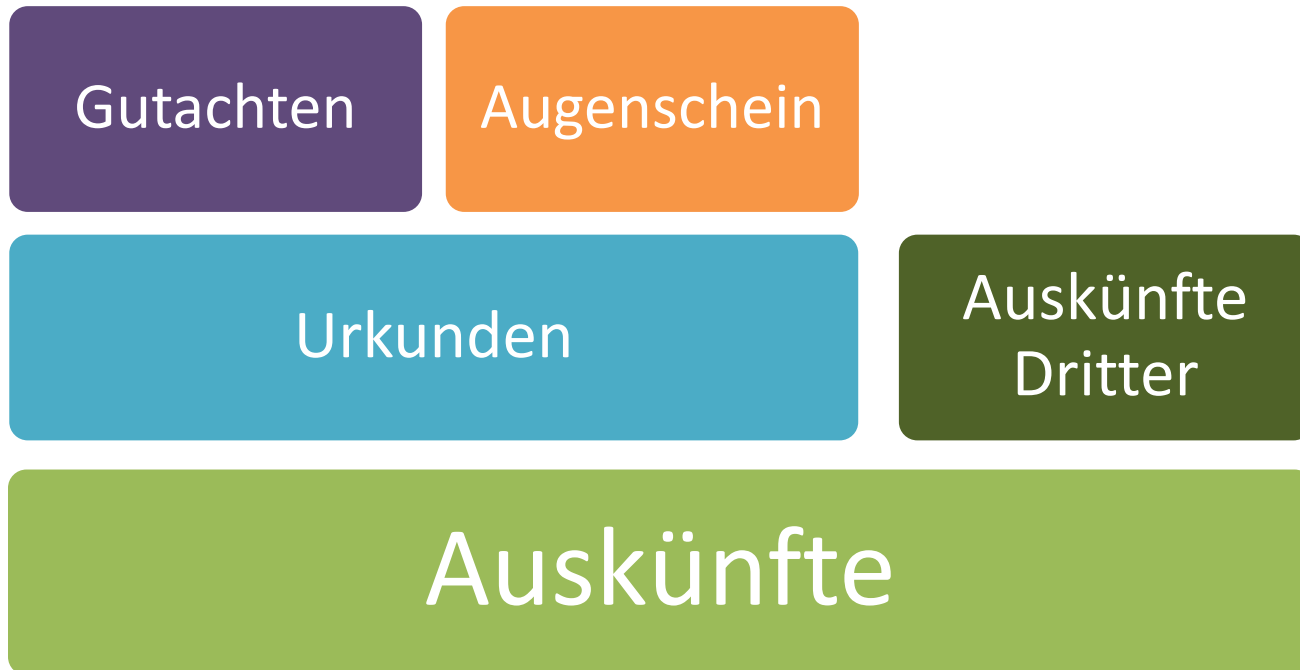 Gutachten
Augenschein
Urkunden
Auskünfte
Dritter
Auskünfte